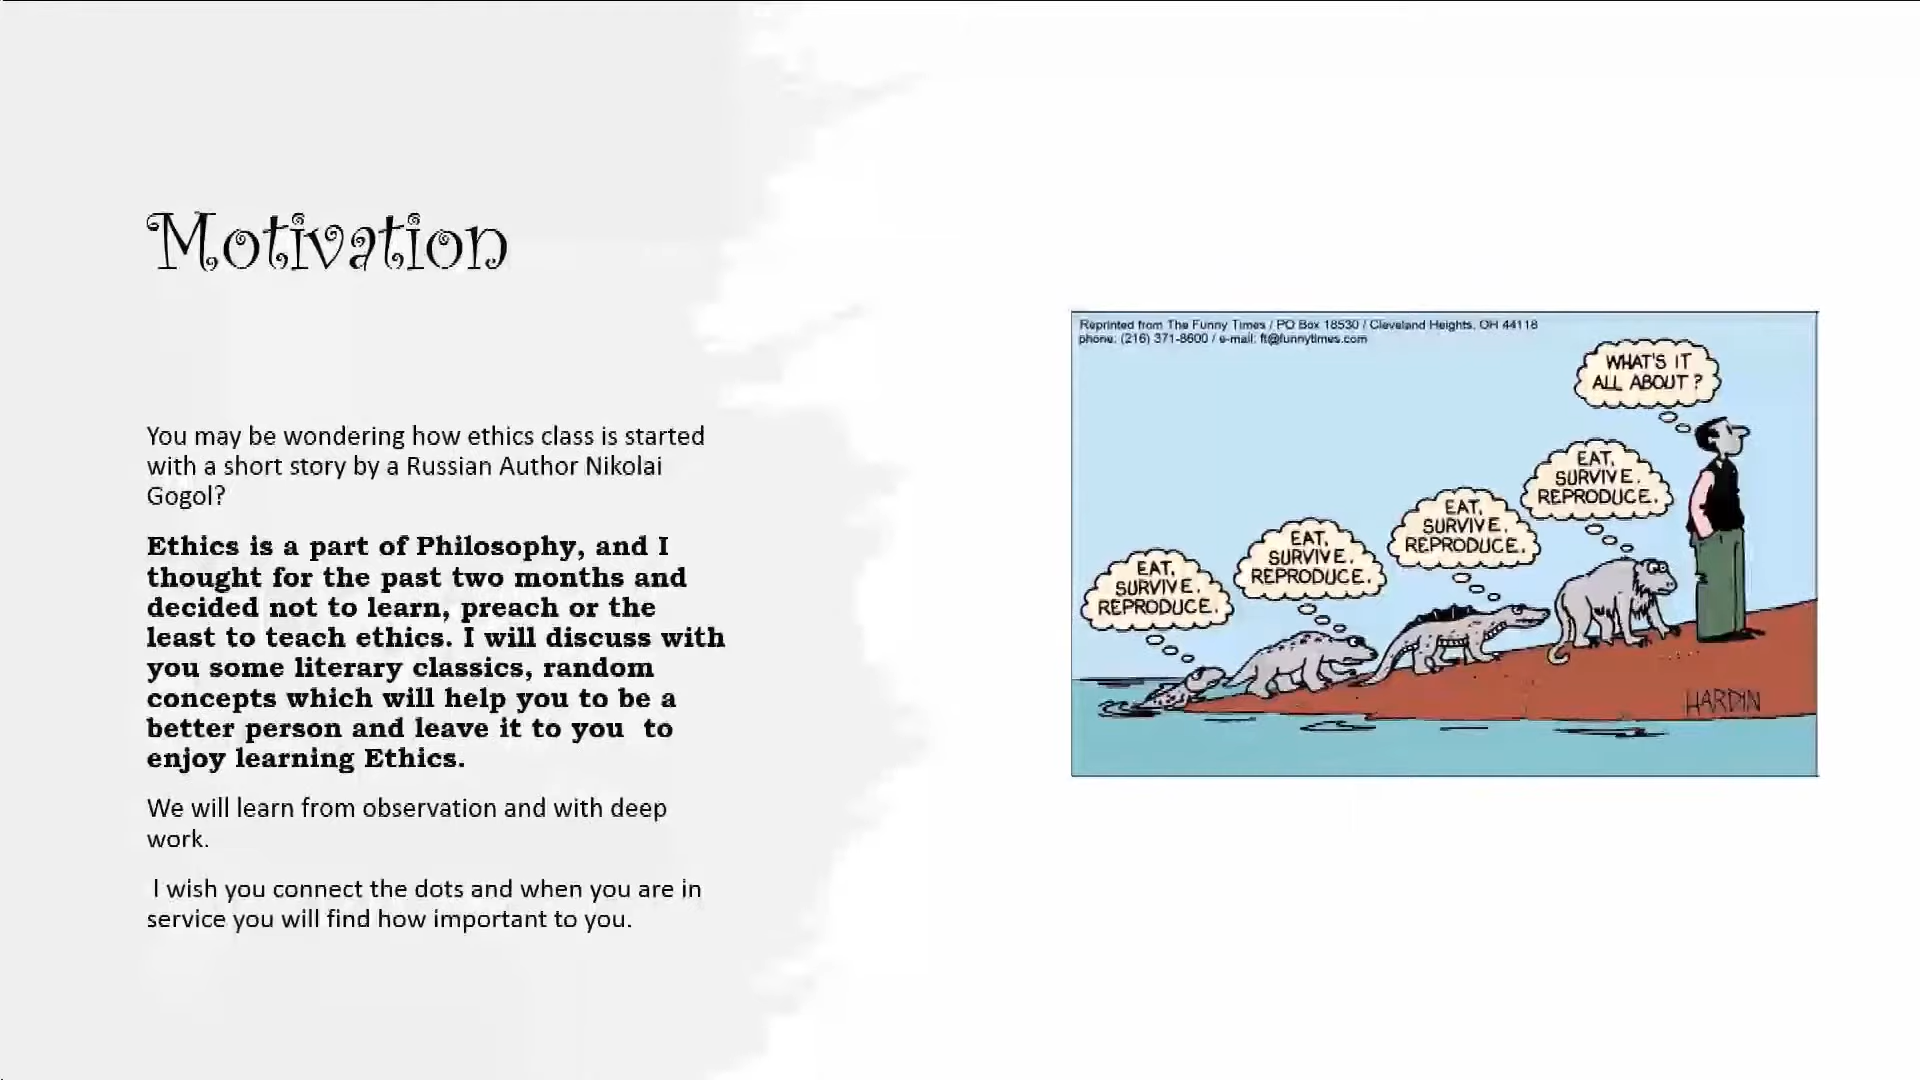 Motivation
You may be wondering how ethics class is started
with a short story by a Russian Author Nikolai
Gogol?
Ethics is a part of Philosophy, and I
thought for the past two months and
decided not to learn, preach or the
least to teach ethics. I will discuss with
you some literary classics, random
concepts which will help you to be a
better person and leave it to you  to
enjoy learning Ethics.
We will learn from observation and with deep
work.
I wish you connect the dots and when you are in
service you will find how important to you.
Reprinted from The Funny Times / PO Box 18530 / Cleveland Heights, OH 44118
phone: (216) 371-8600 / e-mail: ft@funnytimes.com
EAT,
SURVIVE.
REPRODUCE.
EAT,
SURVIVE.
REPRODUCE.
EAT,
SURVIVE.
REPRODUCE.
EAT,
SURVIVE.
REPRODUCE.
WHAT'S IT
ALL ABOUT?
HARDIN